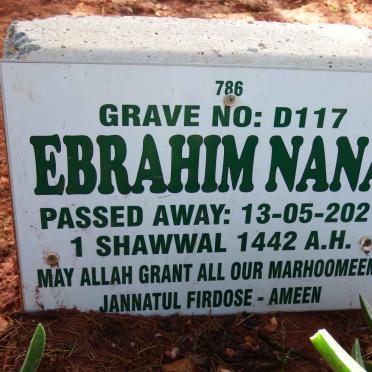 786
GRAVE NO: D117
EBRAHIM NANA
PASSED AWAY: 13-05-202
1 SHAWWAL 1442 A.H.
MAY ALLAH GRANT ALL OUR MARHOOMEEN
JANNATUL FIRDOSE - AMEEN